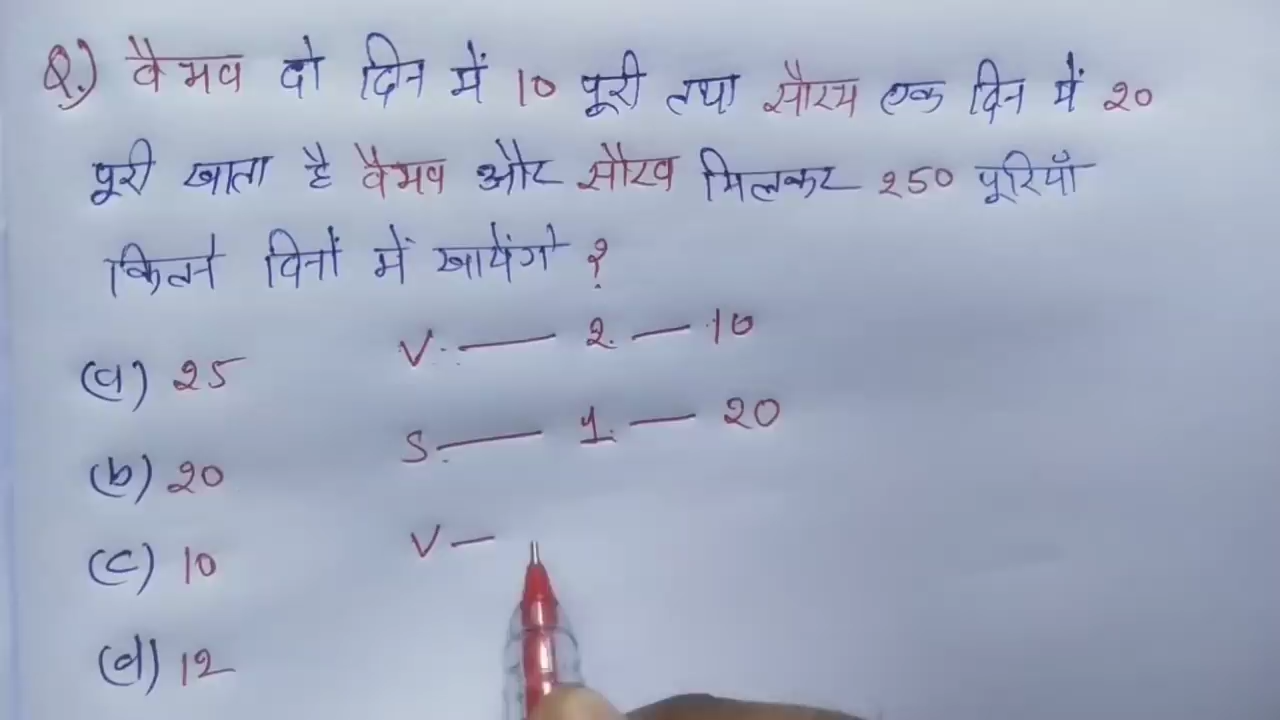 Q.) वैभव दो दिन में 10 पूरी तथा सौरभ एक दिन में 20
पूरी खाता है वैभव और सौरव मिलकर 250 पूरियाँ
कितने दिनों में खायेंगे ?
(a) 25
V. — 2. — 10
(b) 20
S. — 1. — 20
(c) 10
V —
(d) 12